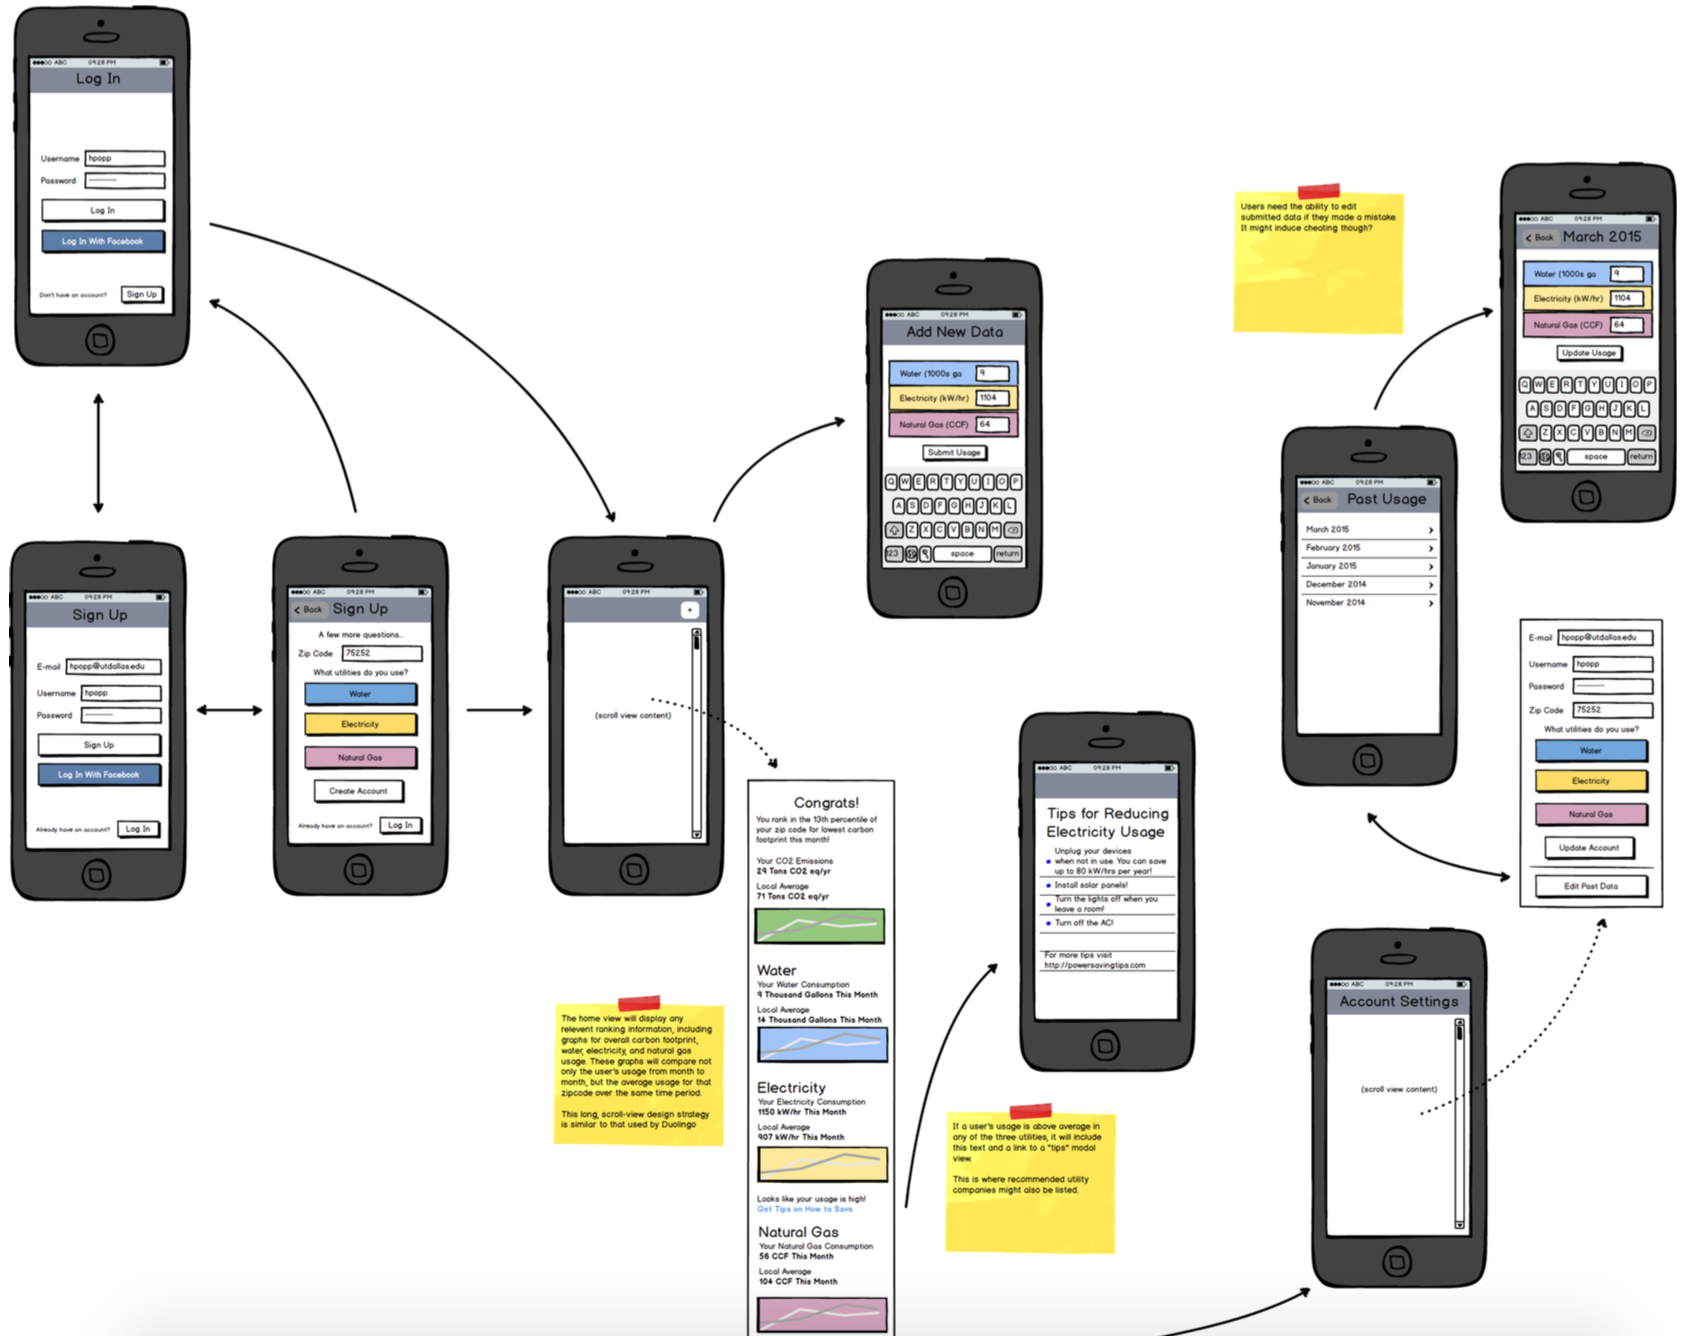 ABC 09:28 PM
Log In
Username hpopp
Password
Log In
Log In With Facebook
Don't have an account? Sign Up
ABC 09:28 PM
Sign Up
E-mail hpopp@utdallas.edu
Username hpopp
Password
Sign Up
Log In With Facebook
Already have an account? Log In
ABC 09:28 PM
Back Sign Up
A few more questions...
Zip Code 75252
What utilities do you use?
Water
Electricity
Natural Gas
Create Account
Already have an account? Log In
ABC 09:28 PM
+
(scroll view content)
ABC 09:28 PM
Add New Data
Water (1000s ga 9
Electricity (kW/hr) 1104
Natural Gas (CCF) 64
Submit Usage
Q W E R T Y U I O P
A S D F G H J K L
Z X C V B N M
123 space return
Congrats!
You rank in the 13th percentile of
your zip code for lowest carbon
footprint this month!
Your CO2 Emissions
29 Tons CO2 eq/yr
Local Average
71 Tons CO2 eq/yr
Water
Your Water Consumption
9 Thousand Gallons This Month
Local Average
14 Thousand Gallons This Month
Electricity
Your Electricity Consumption
1150 kW/hr This Month
Local Average
907 kW/hr This Month
Looks like your usage is high!
Get Tips on How to Save
Natural Gas
Your Natural Gas Consumption
56 CCF This Month
Local Average
104 CCF This Month
The home view will display any
relevent ranking information, including
graphs for overall carbon footprint,
water, electricity, and natural gas
usage. These graphs will compare not
only the user's usage from month to
month, but the average usage for that
zipcode over the same time period.
This long, scroll-view design strategy
is similar to that used by Duolingo
ABC 09:28 PM
Tips for Reducing
Electricity Usage
Unplug your devices
when not in use. You can save
up to 80 kW/hrs per year!
Install solar panels!
Turn the lights off when you
leave a room!
Turn off the AC!
For more tips visit
http://powersavingtips.com
If a user's usage is above average in
any of the three utilities, it will include
this text and a link to a "tips" modal
view.
This is where recommended utility
companies might also be listed.
Users need the ability to edit
submitted data if they made a mistake.
It might induce cheating though?
ABC 09:28 PM
Back March 2015
Water (1000s ga 9
Electricity (kW/hr) 1104
Natural Gas (CCF) 64
Update Usage
Q W E R T Y U I O P
A S D F G H J K L
Z X C V B N M
123 space return
ABC 09:28 PM
Back Past Usage
March 2015
February 2015
January 2015
December 2014
November 2014
E-mail hpopp@utdallas.edu
Username hpopp
Password
Zip Code 75252
What utilities do you use?
Water
Electricity
Natural Gas
Update Account
Edit Past Data
ABC 09:28 PM
Account Settings
(scroll view content)